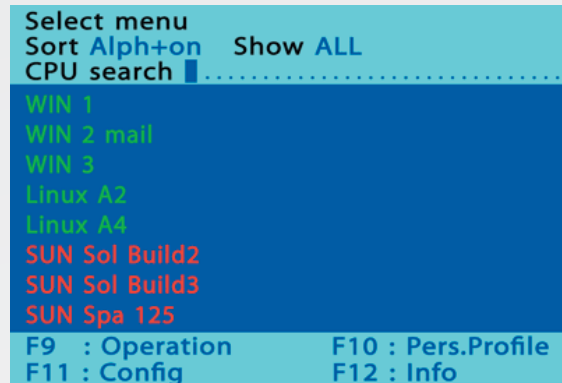 Select menu
Sort Alph+on Show ALL
CPU search ........................................
WIN 1
WIN 2 mail
WIN 3
Linux A2
Linux A4
SUN Sol Build2
SUN Sol Build3
SUN Spa 125
F9 : Operation F10 : Pers.Profile
F11 : Config F12 : Info